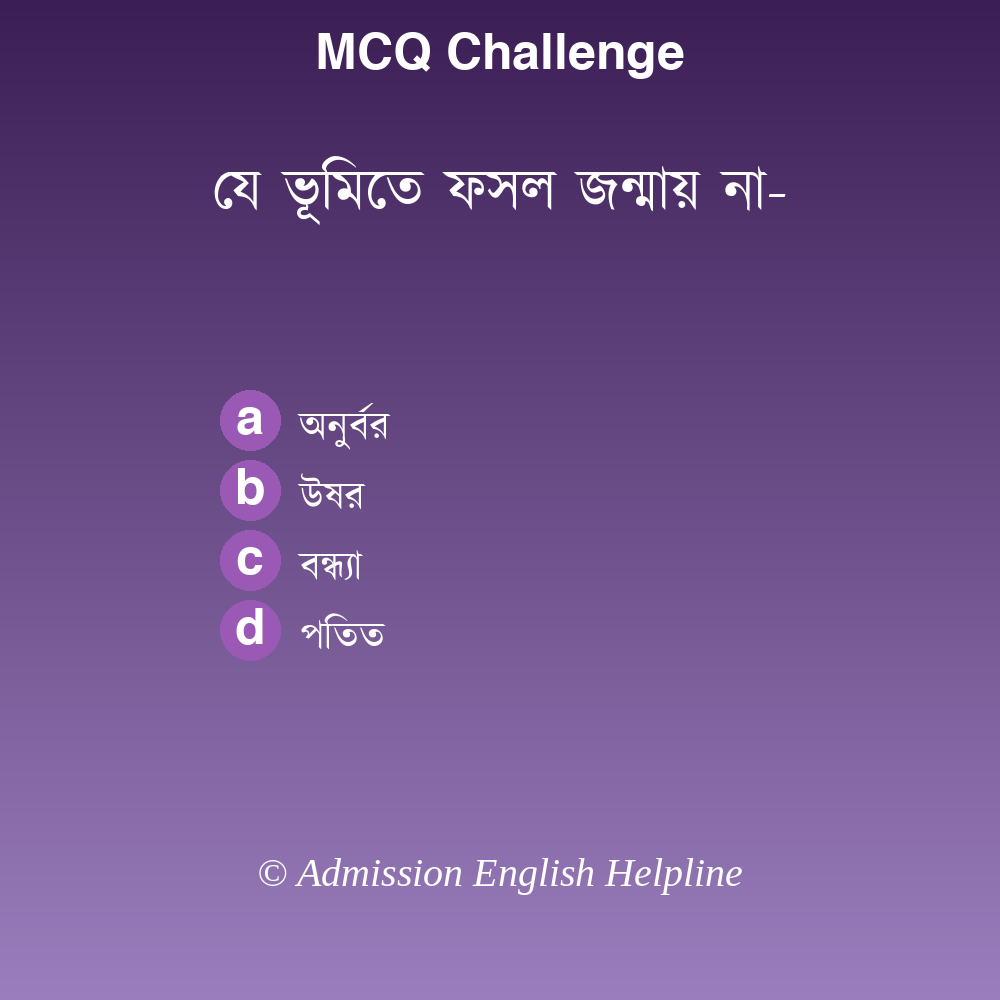 MCQ Challenge
যে ভূমিতে ফসল জন্মায় না-
a অনুর্বর
b উষর
c বন্ধ্যা
d পতিত
© Admission English Helpline